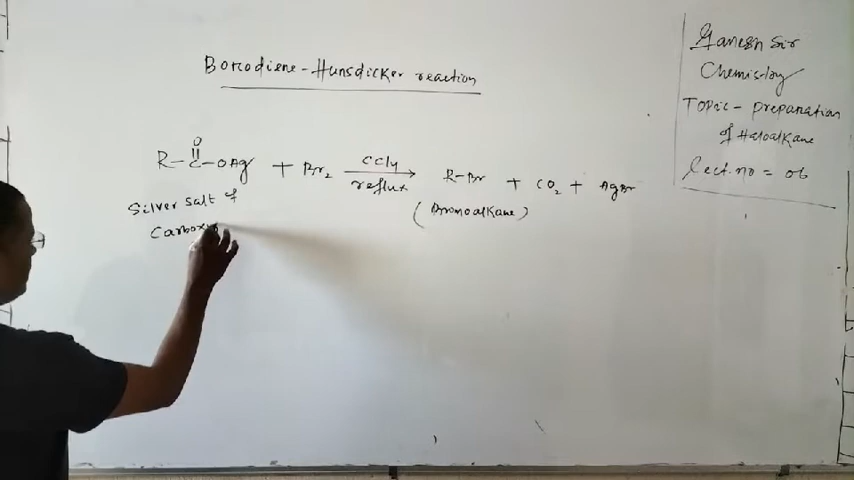 Borodiene-Hunsdicker reaction
O
R-C-OAg + Br2 CCl4 reflux → R-Br + CO2 + AgBr
Silver salt of
Carboxy
(Bromoalkane)
Ganesh Sir
Chemistry
Topic - preparation
of Haloalkane
lect.no = 06